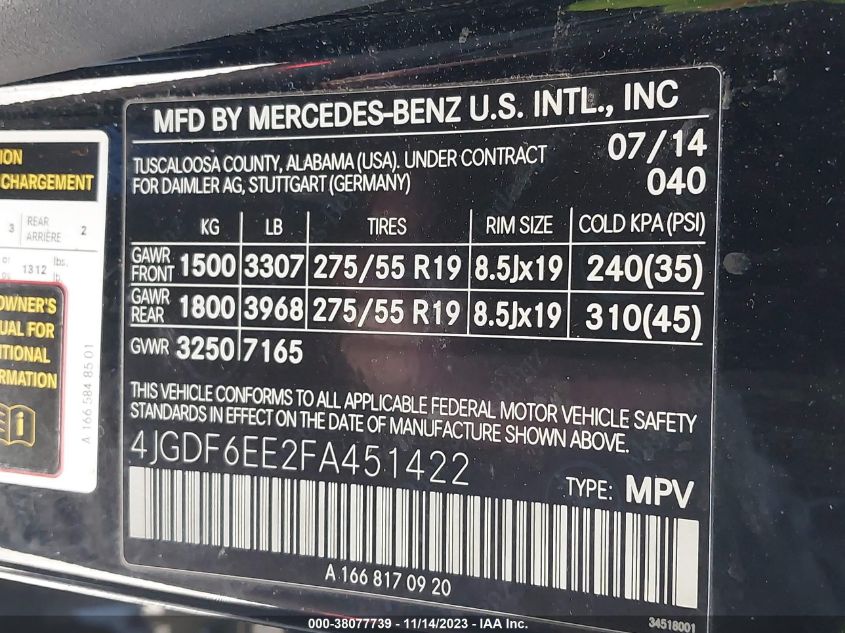 MFD BY MERCEDES-BENZ U.S. INTL., INC
TUSCALOOSA COUNTY, ALABAMA (USA). UNDER CONTRACT
FOR DAIMLER AG, STUTTGART (GERMANY)
07/14
040
KG LB TIRES RIM SIZE COLD KPA (PSI)
GAWR FRONT 1500 3307 275/55 R19 8.5Jx19 240(35)
GAWR REAR 1800 3968 275/55 R19 8.5Jx19 310(45)
GVWR 3250 7165
THIS VEHICLE CONFORMS TO ALL APPLICABLE FEDERAL MOTOR VEHICLE SAFETY
STANDARDS IN EFFECT ON THE DATE OF MANUFACTURE SHOWN ABOVE.
4JGDF6EE2FA451422
TYPE: MPV
A 166 817 09 20
34518001
CHARGEMENT
3 REAR ARRIÈRE 2
or 1312 lbs.
OWNER'S
FOR
A 166 584 85 01
000-38077739 - 11/14/2023 - IAA Inc.